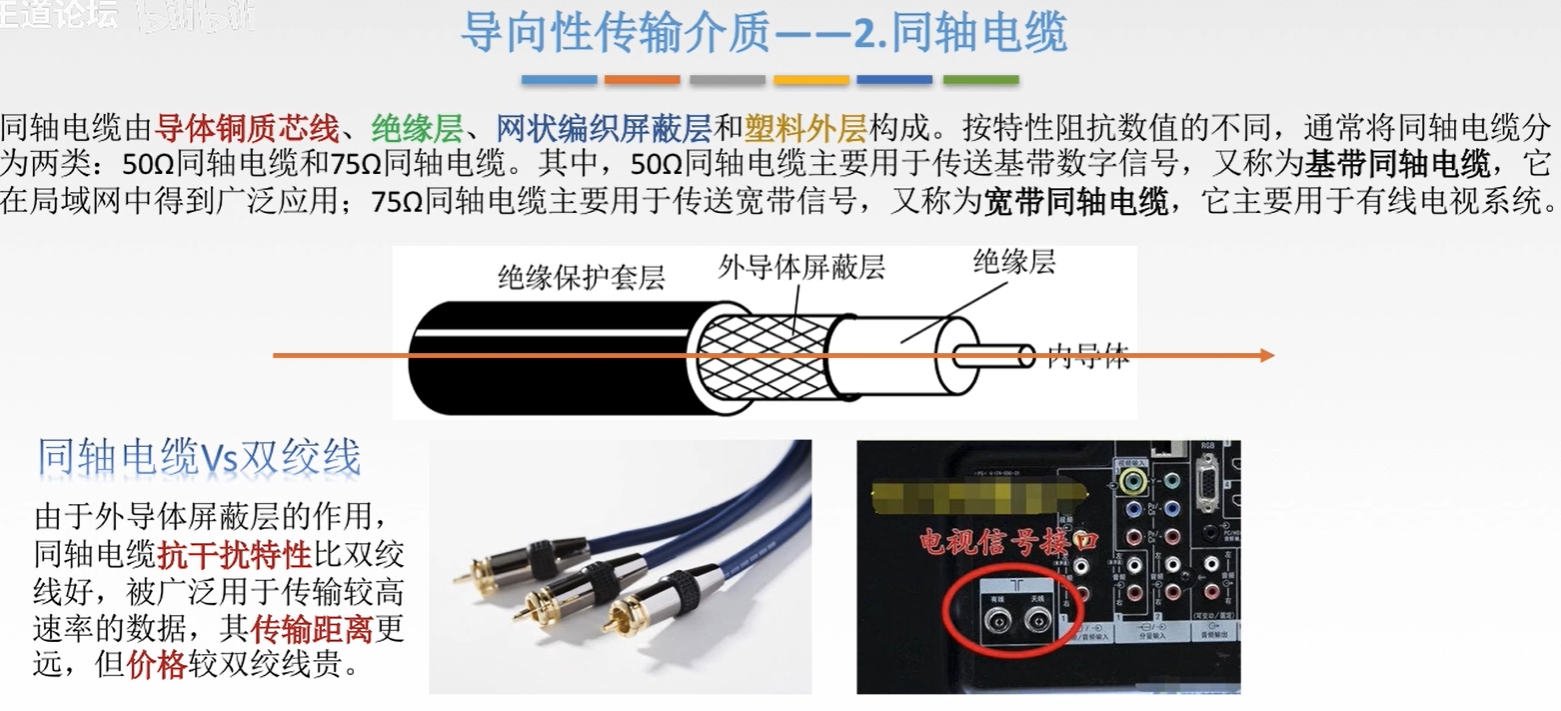 王道论坛 bilibili
导向性传输介质——2.同轴电缆
同轴电缆由导体铜质芯线、绝缘层、网状编织屏蔽层和塑料外层构成。按特性阻抗数值的不同，通常将同轴电缆分
为两类：50Ω同轴电缆和75Ω同轴电缆。其中，50Ω同轴电缆主要用于传送基带数字信号，又称为基带同轴电缆，它
在局域网中得到广泛应用；75Ω同轴电缆主要用于传送宽带信号，又称为宽带同轴电缆，它主要用于有线电视系统。
绝缘保护套层
外导体屏蔽层
绝缘层
内导体
同轴电缆Vs双绞线
由于外导体屏蔽层的作用，
同轴电缆抗干扰特性比双绞
线好，被广泛用于传输较高
速率的数据，其传输距离更
远，但价格较双绞线贵。
RGB
电视信号接口
有线
天线
分量输入
音频输出